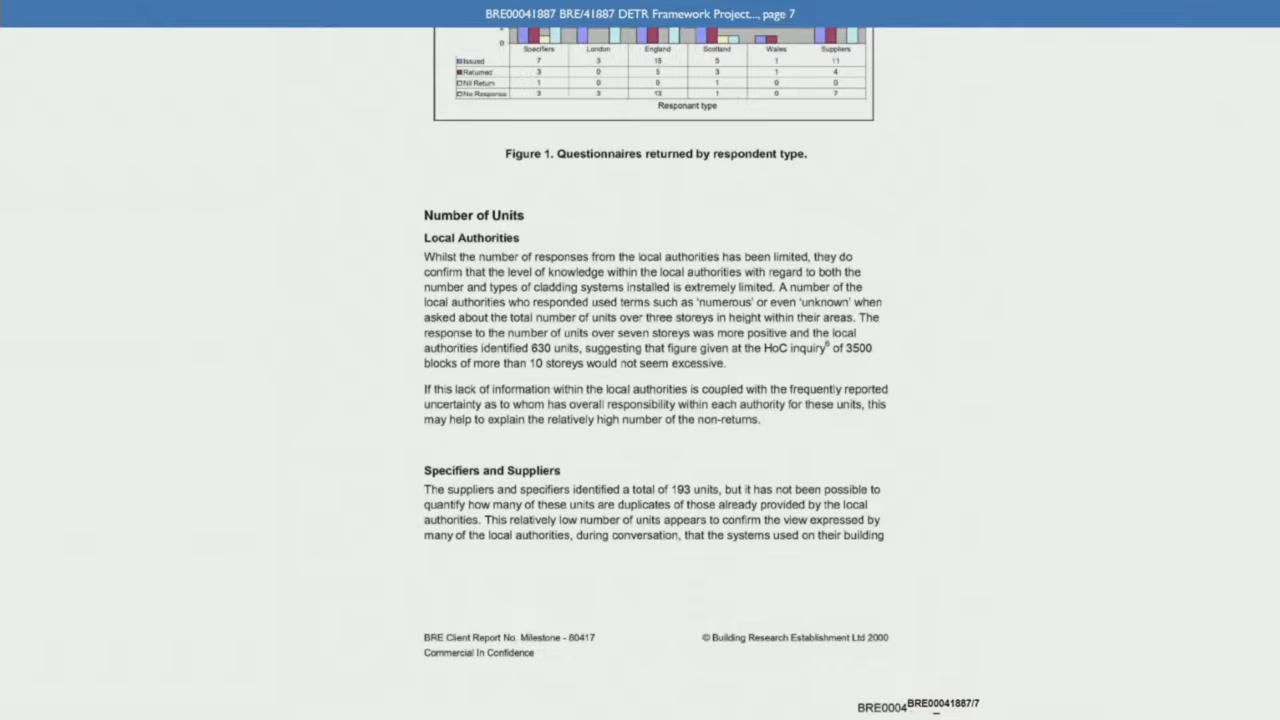 BRE00041887 BRE/41887 DETR Framework Project..., page 7
0
Specifiers London England Scotland Wales Suppliers
Issued 7 3 18 5 1 11
Returned 3 0 5 3 1 4
Nil Return 1 0 0 1 0 0
No Response 3 3 13 1 0 7
Responant type
Figure 1. Questionnaires returned by respondent type.
Number of Units
Local Authorities
Whilst the number of responses from the local authorities has been limited, they do
confirm that the level of knowledge within the local authorities with regard to both the
number and types of cladding systems installed is extremely limited. A number of the
local authorities who responded used terms such as 'numerous' or even 'unknown' when
asked about the total number of units over three storeys in height within their areas. The
response to the number of units over seven storeys was more positive and the local
authorities identified 630 units, suggesting that figure given at the HoC inquiry⁶ of 3500
blocks of more than 10 storeys would not seem excessive.
If this lack of information within the local authorities is coupled with the frequently reported
uncertainty as to whom has overall responsibility within each authority for these units, this
may help to explain the relatively high number of the non-returns.
Specifiers and Suppliers
The suppliers and specifiers identified a total of 193 units, but it has not been possible to
quantify how many of these units are duplicates of those already provided by the local
authorities. This relatively low number of units appears to confirm the view expressed by
many of the local authorities, during conversation, that the systems used on their building
BRE Client Report No. Milestone - 80417 © Building Research Establishment Ltd 2000
Commercial In Confidence
BRE0004 BRE00041887/7